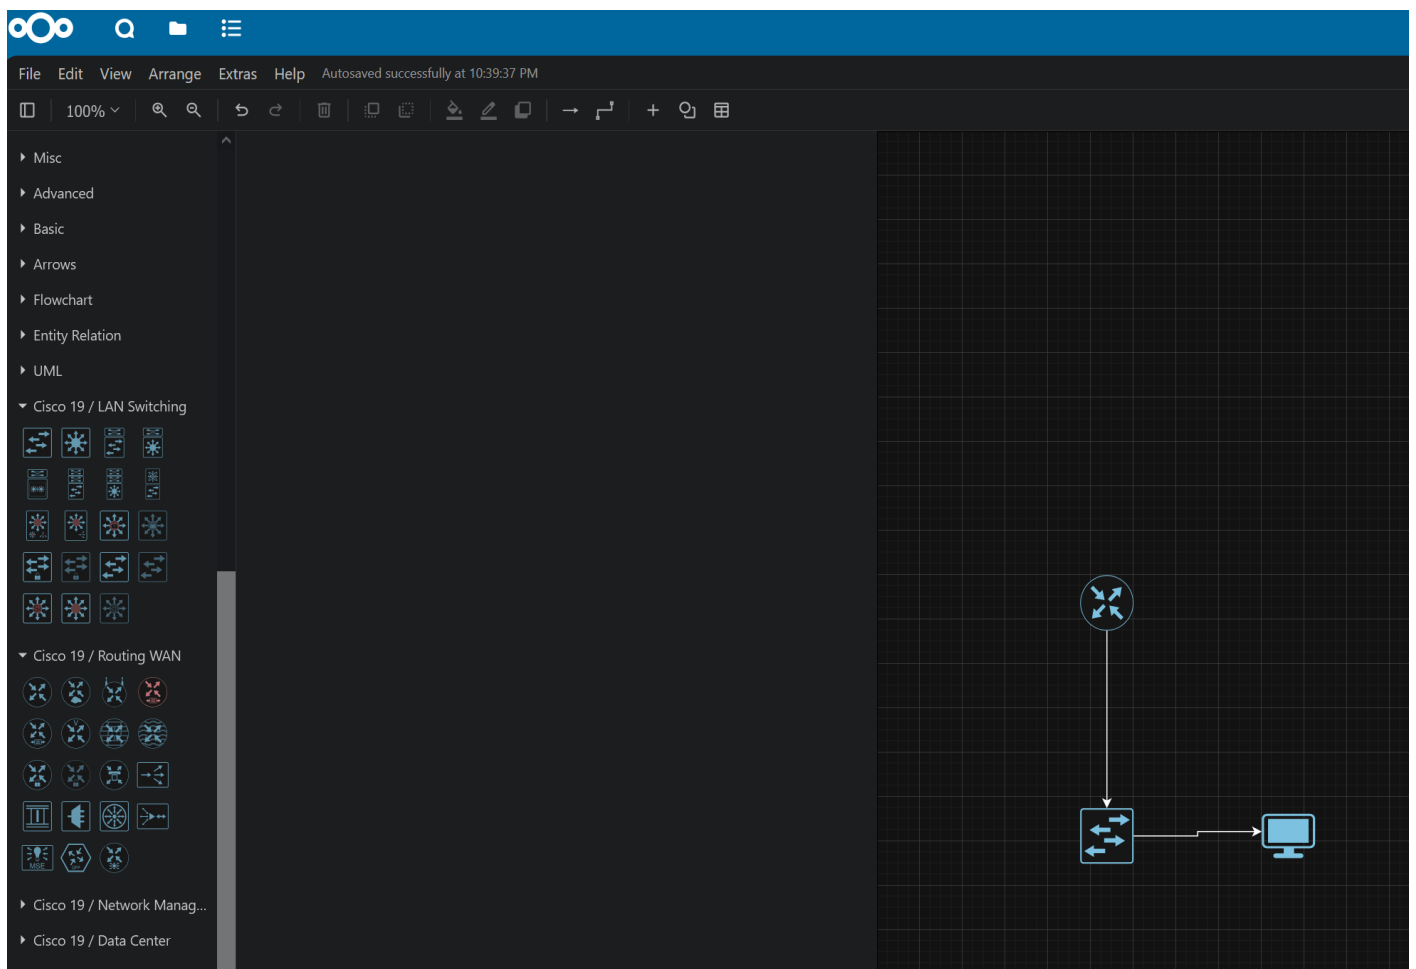 File Edit View Arrange Extras Help Autosaved successfully at 10:39:37 PM
100%
Misc
Advanced
Basic
Arrows
Flowchart
Entity Relation
UML
Cisco 19 / LAN Switching
Cisco 19 / Routing WAN
MSE
Cisco 19 / Network Manag...
Cisco 19 / Data Center